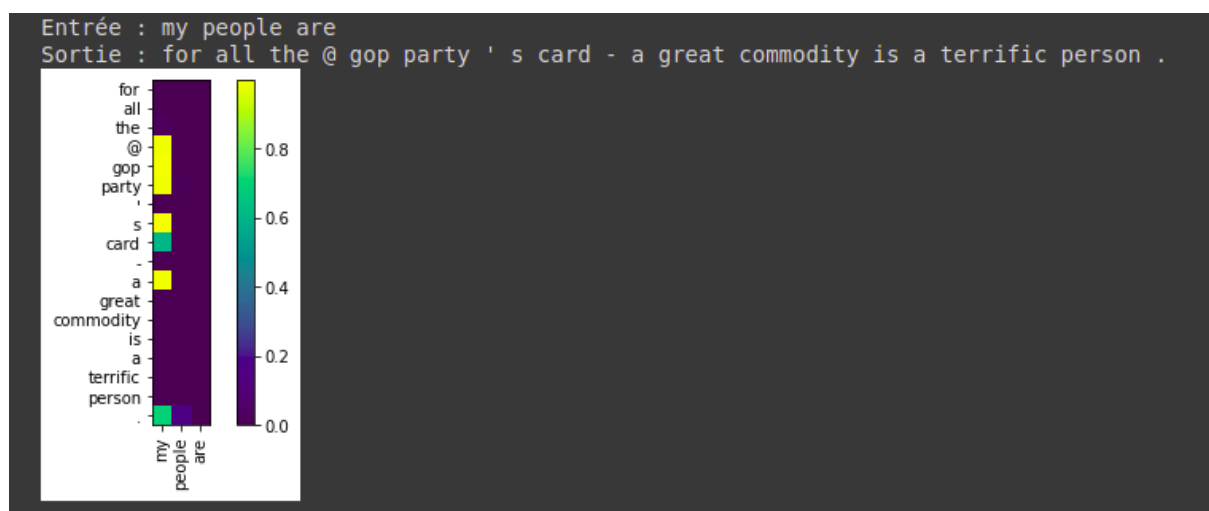 Entrée : my people are
Sortie : for all the @ gop party ' s card - a great commodity is a terrific person .
for
all
the
@
gop
party
'
s
card
-
a
great
commodity
is
a
terrific
person
.
0.8
0.6
0.4
0.2
0.0
my
people
are